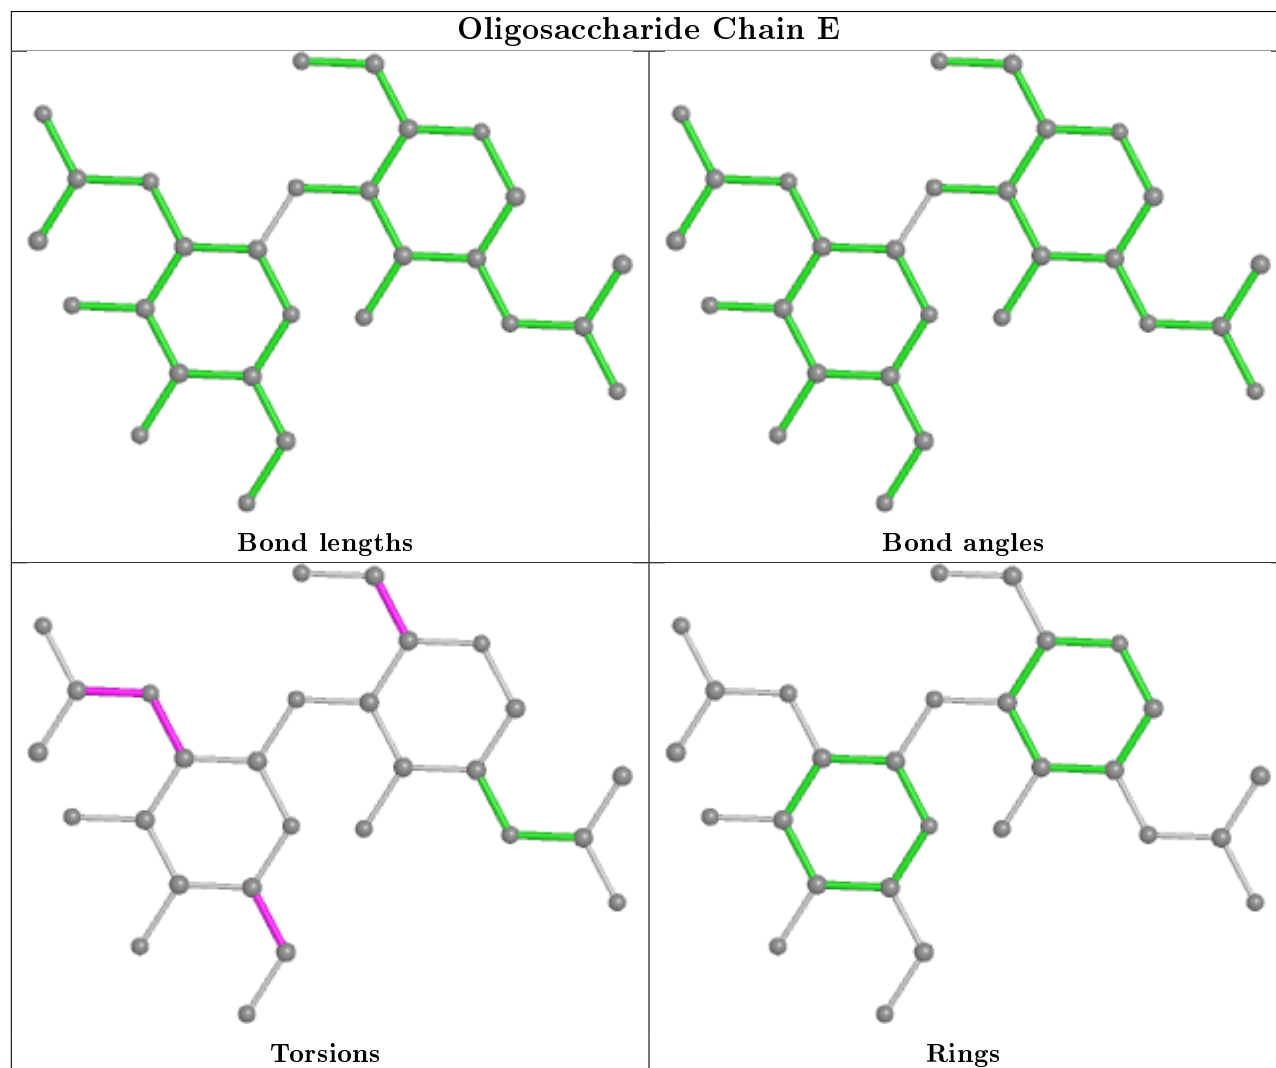 Oligosaccharide Chain E
Bond lengths
Bond angles
Torsions
Rings